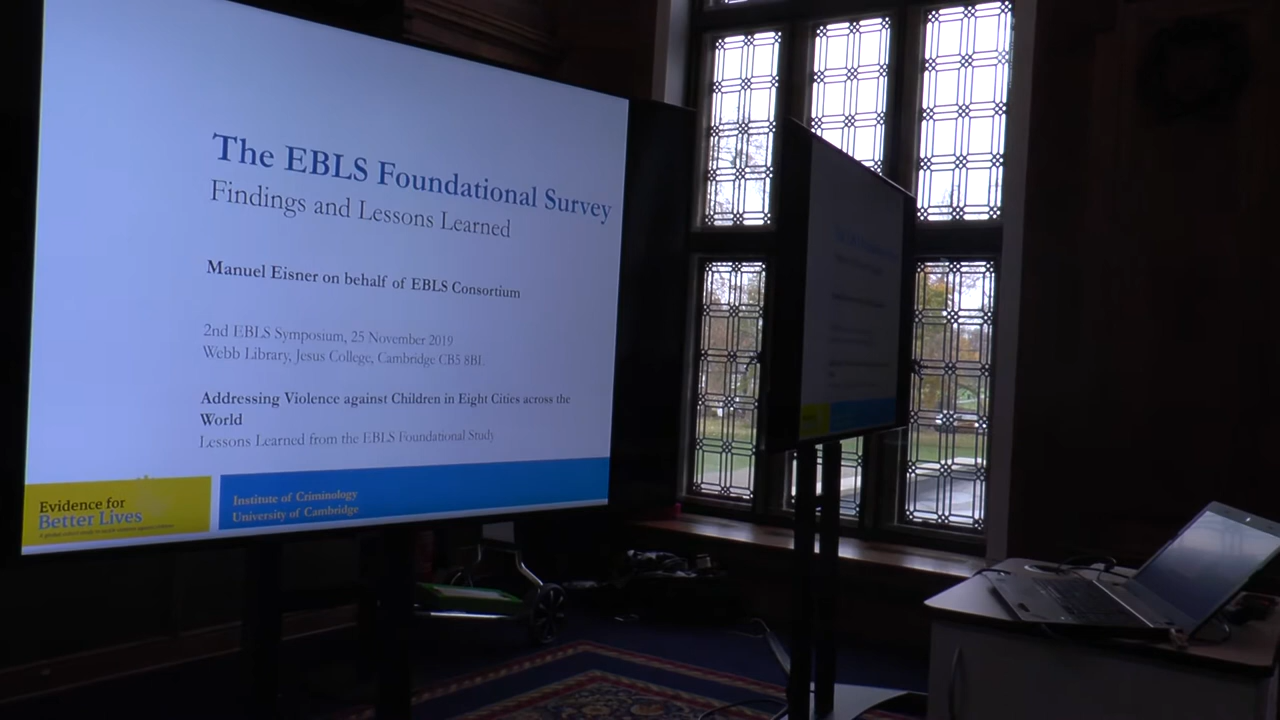 The EBLS Foundational Survey
Findings and Lessons Learned
Manuel Eisner on behalf of EBLS Consortium
2nd EBLS Symposium, 25 November 2019
Webb Library, Jesus College, Cambridge CB5 8BL
Addressing Violence against Children in Eight Cities across the
World
Lessons Learned from the EBLS Foundational Study
Evidence for
Better Lives
Institute of Criminology
University of Cambridge